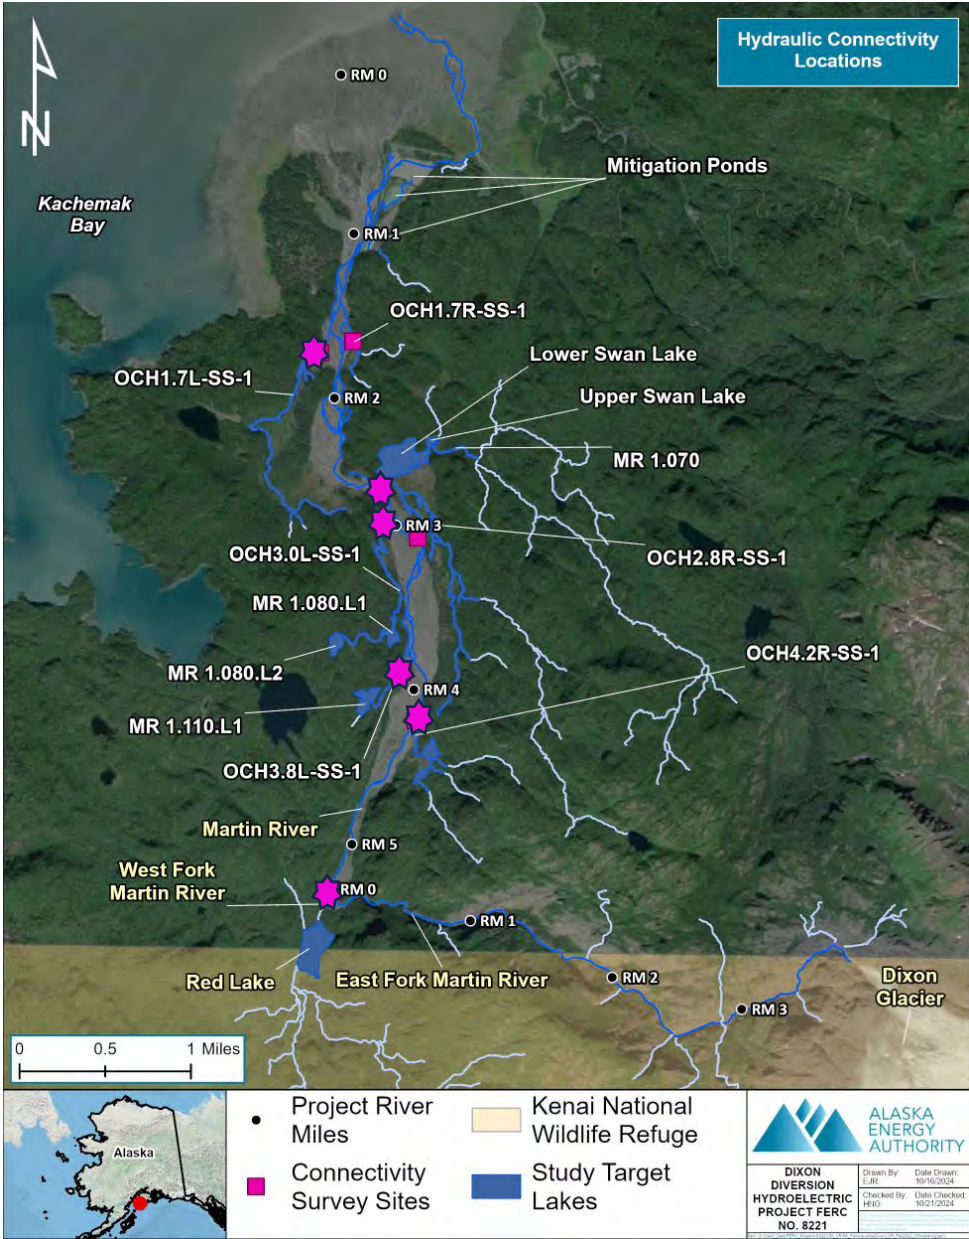 Hydraulic Connectivity
Locations
N
RM 0
Mitigation Ponds
Kachemak
Bay
RM 1
OCH1.7R-SS-1
Lower Swan Lake
OCH1.7L-SS-1
Upper Swan Lake
RM 2
MR 1.070
RM 3
OCH3.0L-SS-1
OCH2.8R-SS-1
MR 1.080.L1
OCH4.2R-SS-1
MR 1.080.L2
RM 4
MR 1.110.L1
OCH3.8L-SS-1
Martin River
RM 5
West Fork
Martin River
RM 0
RM 1
Red Lake
East Fork Martin River
RM 2
Dixon
Glacier
RM 3
0 0.5 1 Miles
Alaska
Project River
Miles
Kenai National
Wildlife Refuge
Connectivity
Survey Sites
Study Target
Lakes
ALASKA
ENERGY
AUTHORITY
DIXON
DIVERSION
HYDROELECTRIC
PROJECT FERC
NO. 8221
Drawn By:
EJR
Date Drawn:
10/16/2024
Checked By:
HNG
Date Checked:
10/21/2024